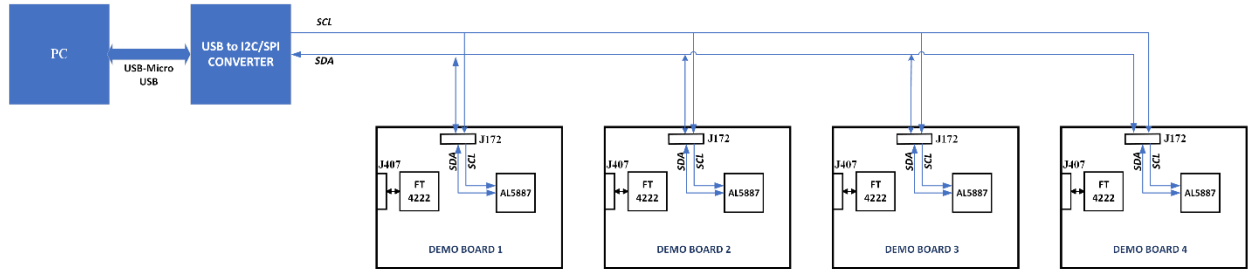 PC
USB-Micro
USB
USB to I2C/SPI
CONVERTER
SCL
SDA
J172
J407
SDA
SCL
FT
4222
AL5887
DEMO BOARD 1
J172
J407
SDA
SCL
FT
4222
AL5887
DEMO BOARD 2
J172
J407
SDA
SCL
FT
4222
AL5887
DEMO BOARD 3
J172
J407
SDA
SCL
FT
4222
AL5887
DEMO BOARD 4